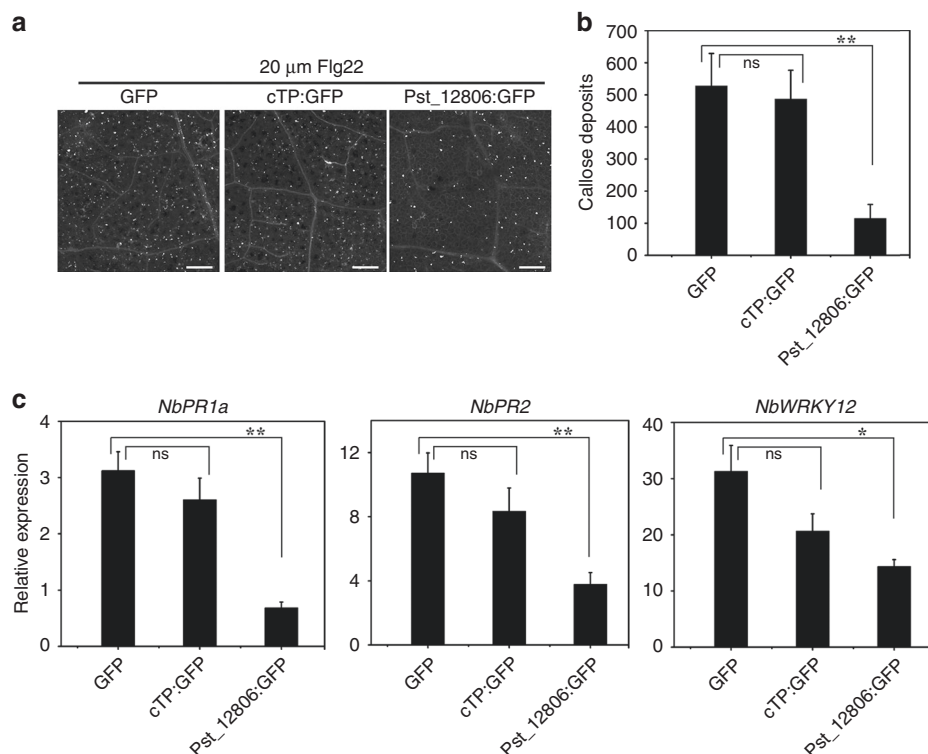 a
20 μm Flg22
GFP cTP:GFP Pst_12806:GFP
b
700
600
500
400
300
200
100
0
Callose deposits
**
ns
GFP
cTP:GFP
Pst_12806:GFP
c
NbPR1a
4
3
2
1
0
Relative expression
**
ns
GFP
cTP:GFP
Pst_12806:GFP
NbPR2
12
8
4
0
**
ns
GFP
cTP:GFP
Pst_12806:GFP
NbWRKY12
40
30
20
10
0
*
ns
GFP
cTP:GFP
Pst_12806:GFP